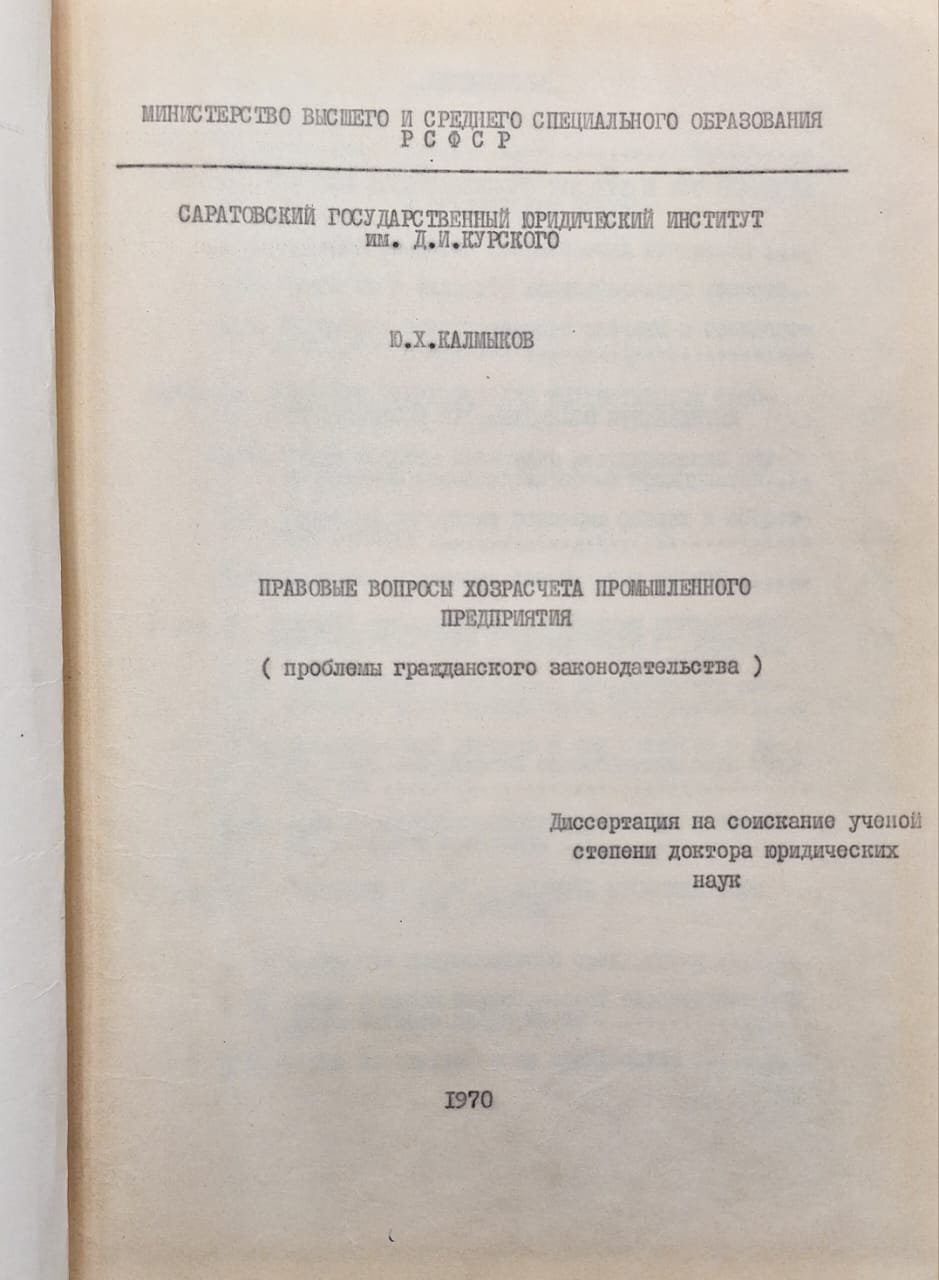 МИНИСТЕРСТВО ВЫСШЕГО И СРЕДНЕГО СПЕЦИАЛЬНОГО ОБРАЗОВАНИЯ
Р С Ф С Р
САРАТОВСКИЙ ГОСУДАРСТВЕННЫЙ ЮРИДИЧЕСКИЙ ИНСТИТУТ
им. Д.И.КУРСКОГО
Ю.Х.КАЛМЫКОВ
ПРАВОВЫЕ ВОПРОСЫ ХОЗРАСЧЕТА ПРОМЫШЛЕННОГО
ПРЕДПРИЯТИЯ
( проблемы гражданского законодательства )
Диссертация на соискание ученой
степени доктора юридических
наук
1970